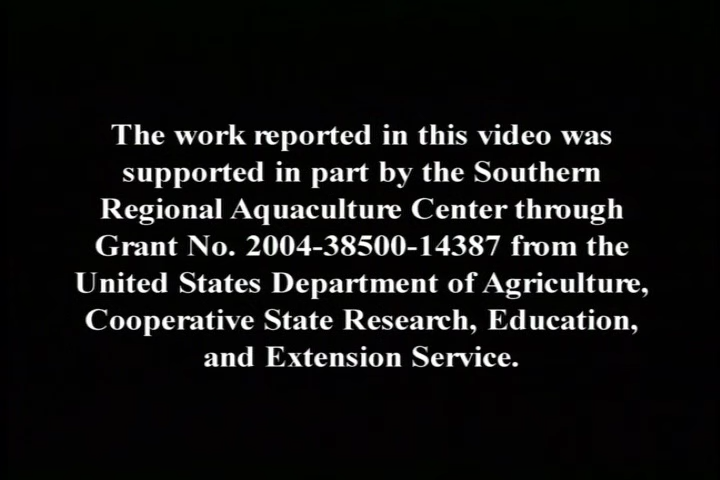 The work reported in this video was
supported in part by the Southern
Regional Aquaculture Center through
Grant No. 2004-38500-14387 from the
United States Department of Agriculture,
Cooperative State Research, Education,
and Extension Service.